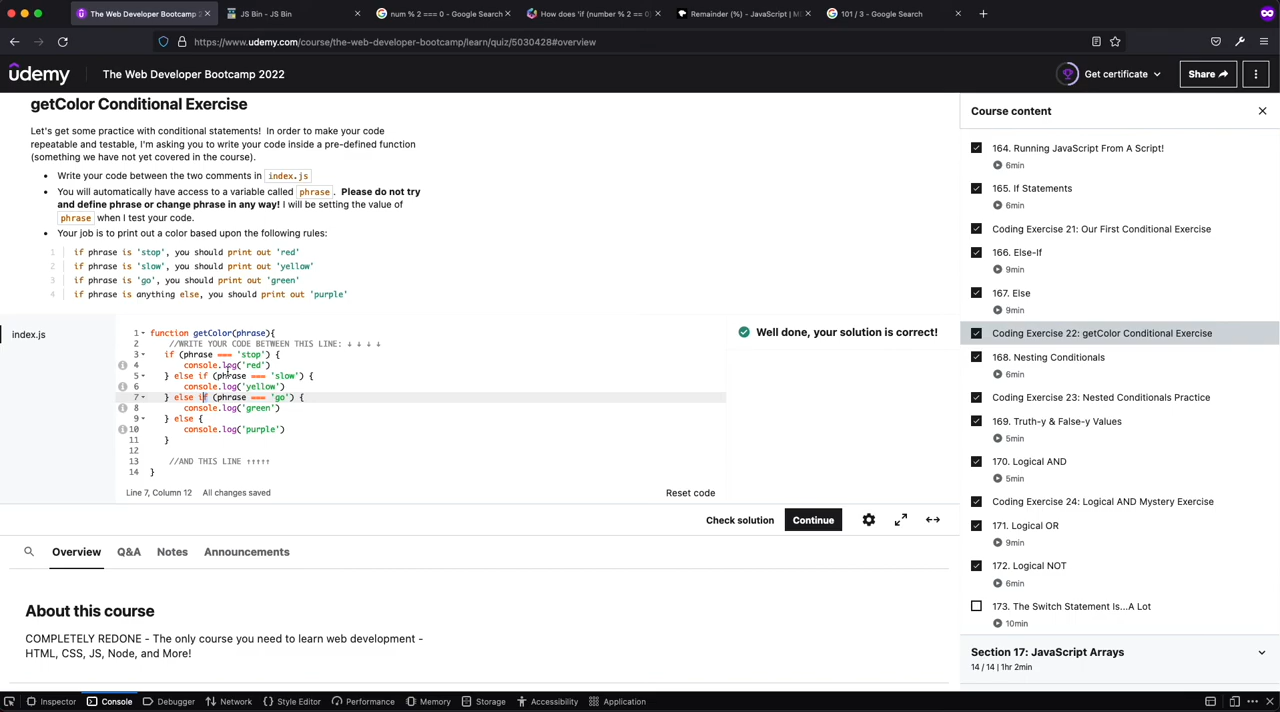 The Web Developer Bootcamp 2
JS Bin - JS Bin
num % 2 === 0 - Google Search
How does 'if (number % 2 == 0)
Remainder (%) - JavaScript | M
101 / 3 - Google Search
https://www.udemy.com/course/the-web-developer-bootcamp/learn/quiz/5030428#overview
udemy
The Web Developer Bootcamp 2022
Get certificate
Share
getColor Conditional Exercise
Let's get some practice with conditional statements! In order to make your code
repeatable and testable, I'm asking you to write your code inside a pre-defined function
(something we have not yet covered in the course).
Write your code between the two comments in index.js
You will automatically have access to a variable called phrase. Please do not try
and define phrase or change phrase in any way! I will be setting the value of
phrase when I test your code.
Your job is to print out a color based upon the following rules:
1 if phrase is 'stop', you should print out 'red'
2 if phrase is 'slow', you should print out 'yellow'
3 if phrase is 'go', you should print out 'green'
4 if phrase is anything else, you should print out 'purple'
index.js
1 function getColor(phrase){
2 //WRITE YOUR CODE BETWEEN THIS LINE: ↓ ↓ ↓ ↓
3 if (phrase === 'stop') {
4 console.log('red')
5 } else if (phrase === 'slow') {
6 console.log('yellow')
7 } else if (phrase === 'go') {
8 console.log('green')
9 } else {
10 console.log('purple')
11 }
12
13 //AND THIS LINE ↑↑↑↑↑
14 }
Well done, your solution is correct!
Line 7, Column 12 All changes saved
Reset code
Check solution
Continue
Overview
Q&A
Notes
Announcements
About this course
COMPLETELY REDONE - The only course you need to learn web development -
HTML, CSS, JS, Node, and More!
Course content
164. Running JavaScript From A Script!
6min
165. If Statements
6min
Coding Exercise 21: Our First Conditional Exercise
166. Else-If
9min
167. Else
10min
Coding Exercise 22: getColor Conditional Exercise
168. Nesting Conditionals
6min
Coding Exercise 23: Nested Conditionals Practice
169. Truth-y & False-y Values
5min
170. Logical AND
5min
Coding Exercise 24: Logical AND Mystery Exercise
171. Logical OR
9min
172. Logical NOT
6min
173. The Switch Statement Is...A Lot
10min
Section 17: JavaScript Arrays
14 / 14 | 1hr 2min
Inspector
Console
Debugger
Network
Style Editor
Performance
Memory
Storage
Accessibility
Application